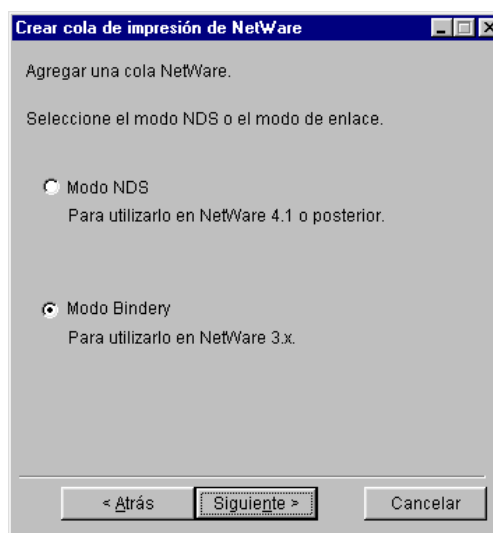 Crear cola de impresión de NetWare
Agregar una cola NetWare.
Seleccione el modo NDS o el modo de enlace.
Modo NDS
Para utilizarlo en NetWare 4.1 o posterior.
Modo Bindery
Para utilizarlo en NetWare 3.x.
< Atrás Siguiente > Cancelar